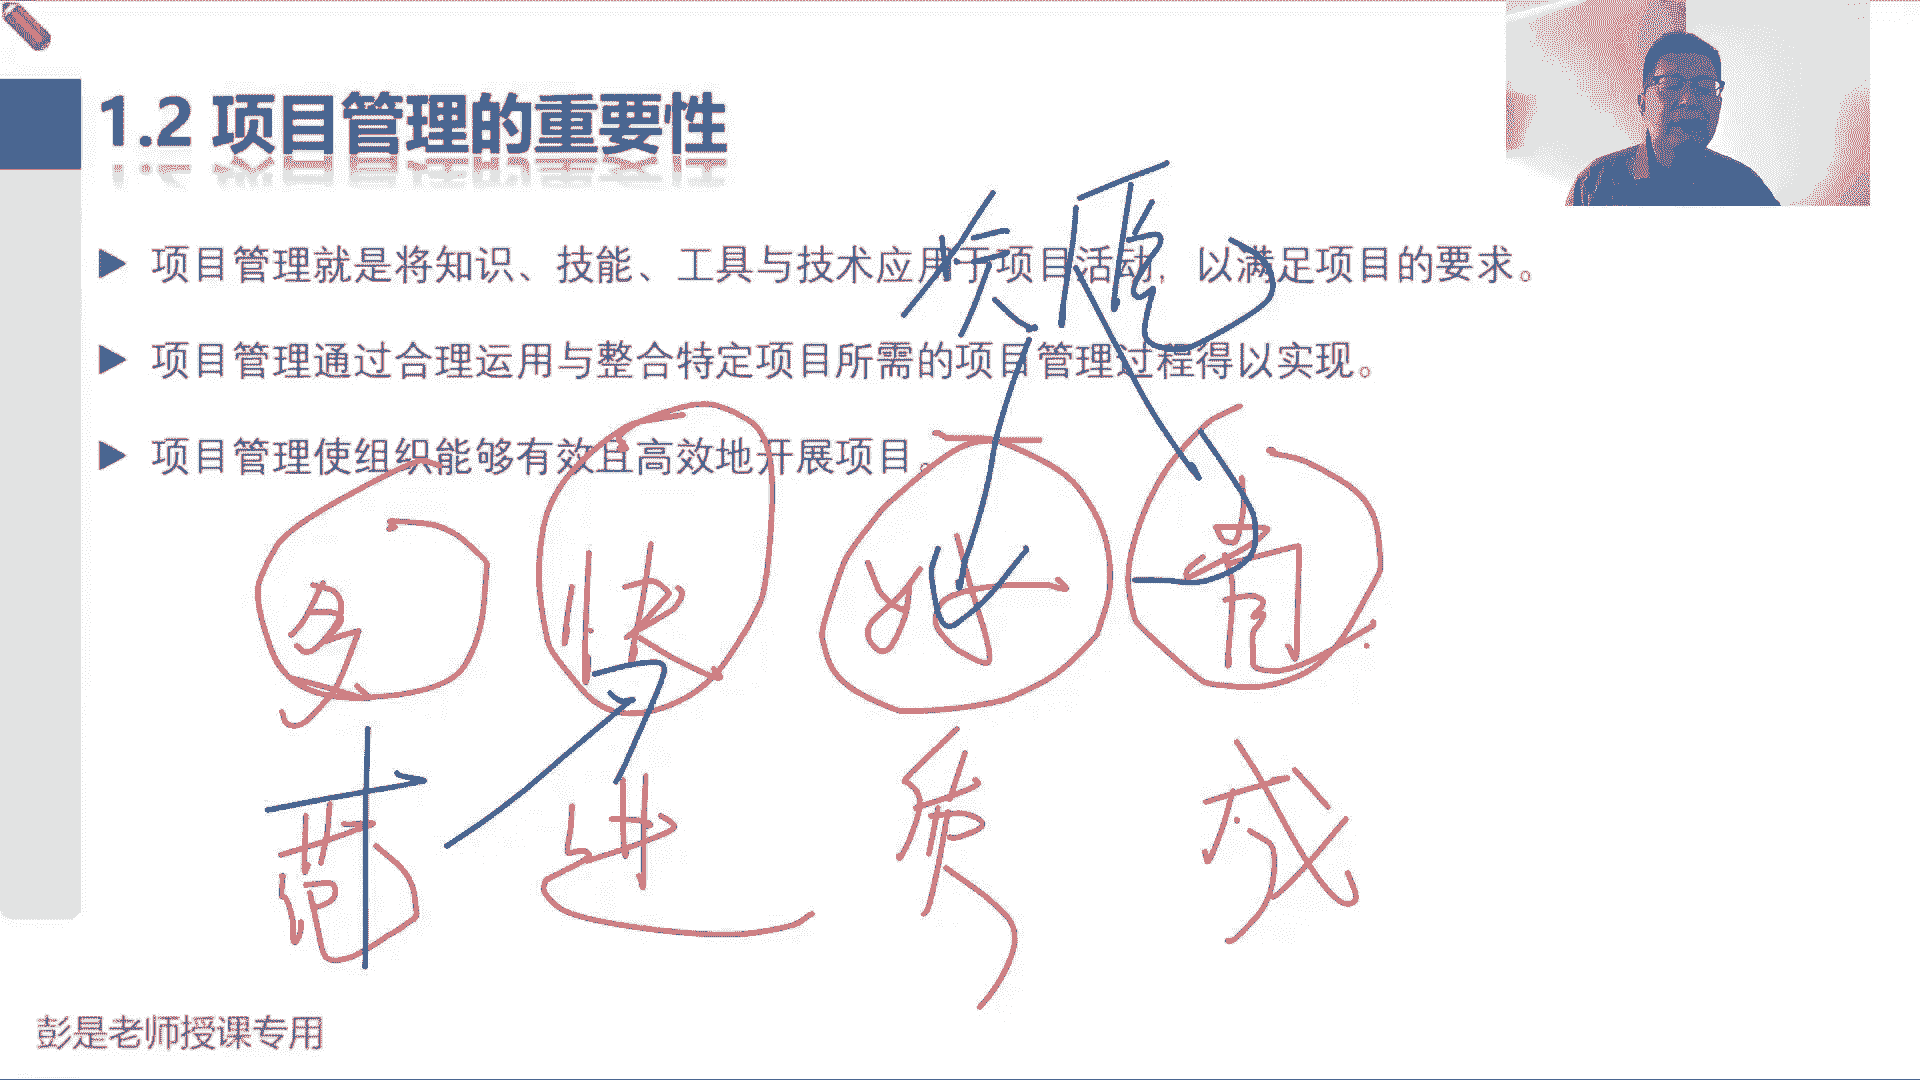 1.2 项目管理的重要性
项目管理就是将知识、技能、工具与技术应用于项目活动，以满足项目的要求。
项目管理通过合理运用与整合特定项目所需的项目管理过程得以实现。
项目管理使组织能够有效且高效地开展项目。
多 快 好 省
范 进 质 成
彭是老师授课专用